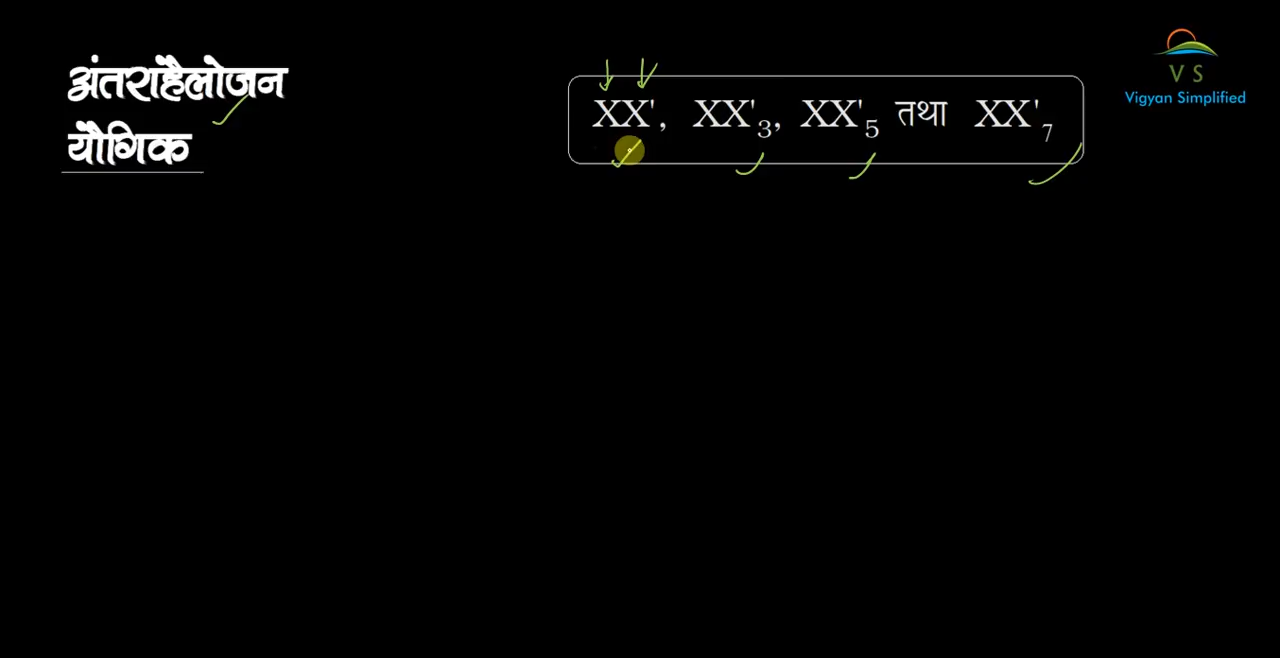 अंतराहैलोजन
यौगिक
XX', XX'₃, XX'₅ तथा XX'₇
V S
Vigyan Simplified